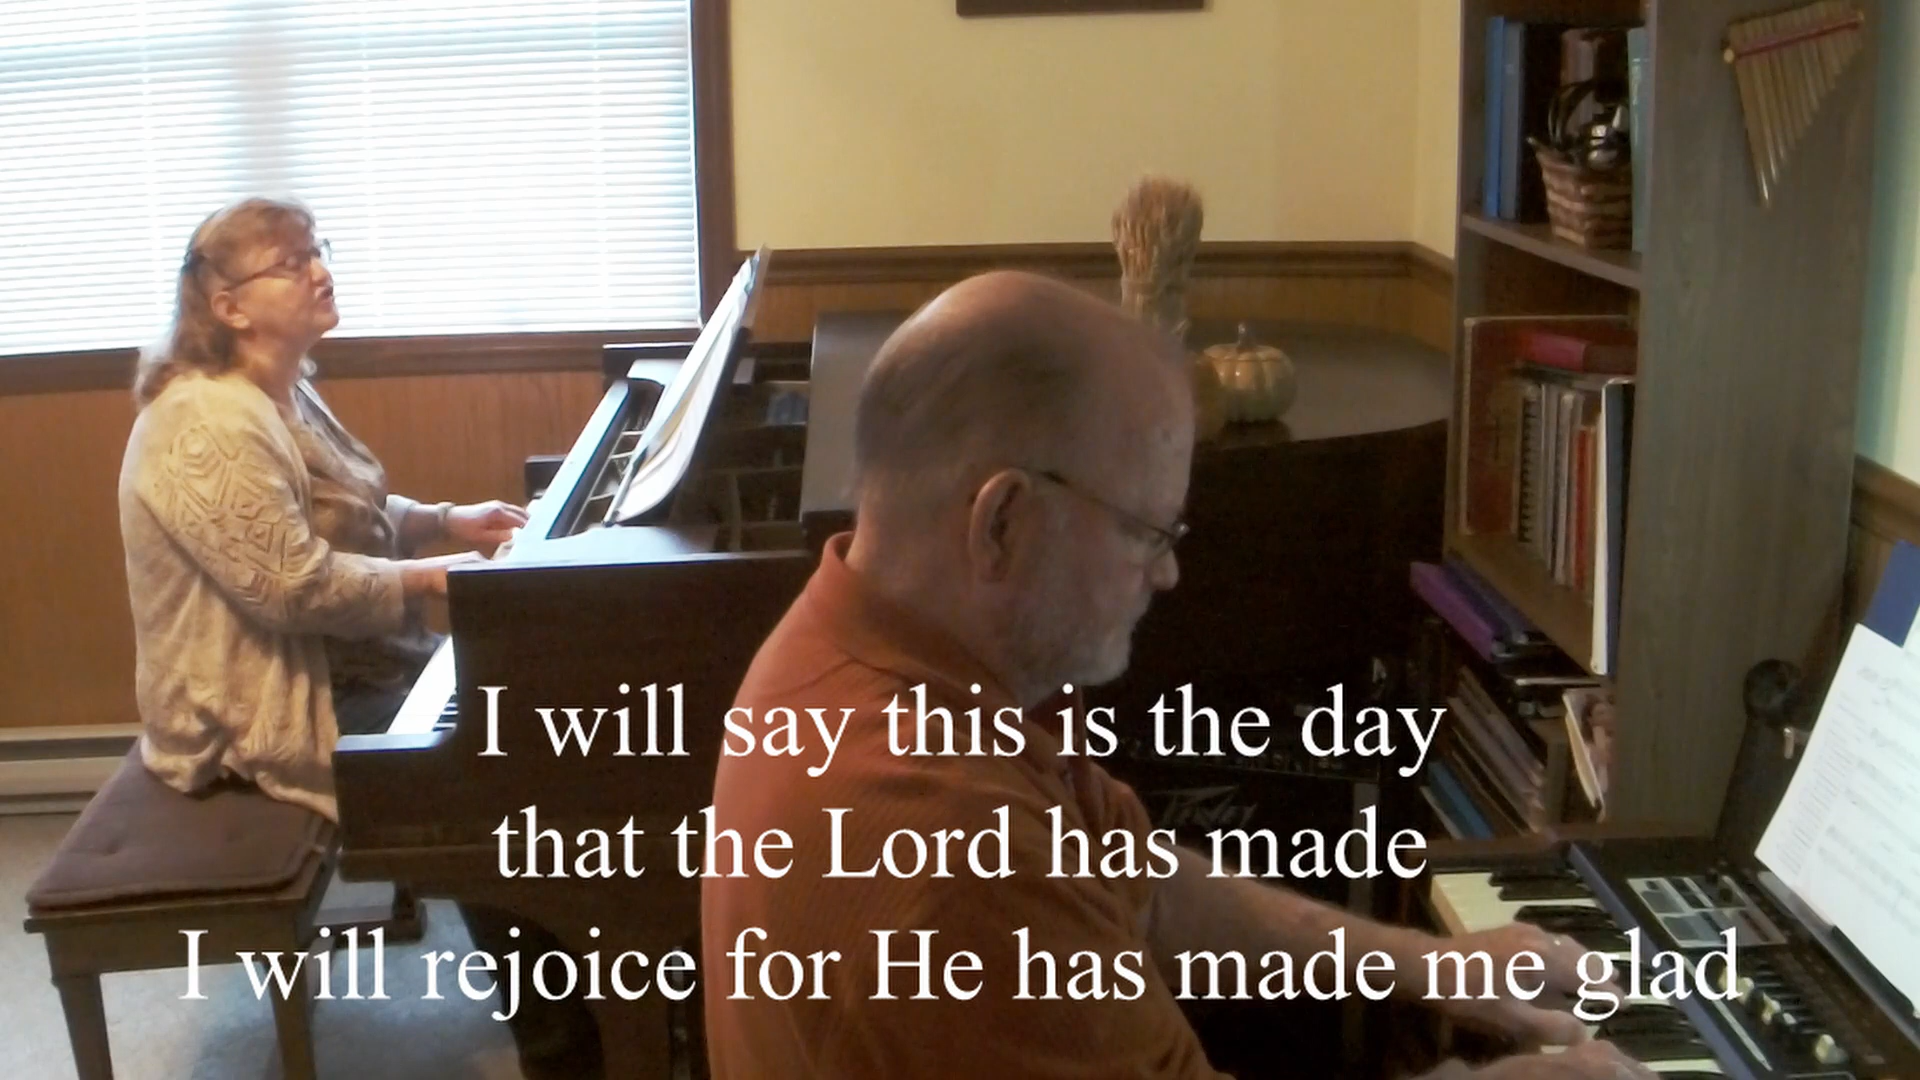 I will say this is the day
that the Lord has made
I will rejoice for He has made me glad